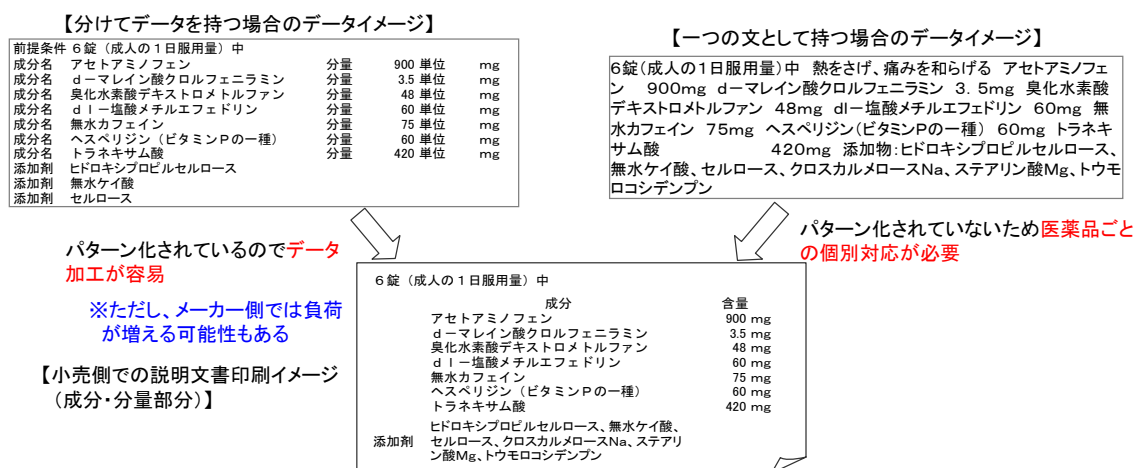 【分けてデータを持つ場合のデータイメージ】
前提条件 6錠（成人の1日服用量）中
成分名 アセトアミノフェン 分量 900 単位 mg
成分名 d－マレイン酸クロルフェニラミン 分量 3.5 単位 mg
成分名 臭化水素酸デキストロメトルファン 分量 48 単位 mg
成分名 dl－塩酸メチルエフェドリン 分量 60 単位 mg
成分名 無水カフェイン 分量 75 単位 mg
成分名 ヘスペリジン（ビタミンPの一種） 分量 60 単位 mg
成分名 トラネキサム酸 分量 420 単位 mg
添加剤 ヒドロキシプロピルセルロース
添加剤 無水ケイ酸
添加剤 セルロース
【一つの文として持つ場合のデータイメージ】
6錠(成人の1日服用量)中 熱をさげ、痛みを和らげる アセトアミノフェ
ン 900mg d－マレイン酸クロルフェニラミン 3．5mg 臭化水素酸
デキストロメトルファン 48mg dl－塩酸メチルエフェドリン 60mg 無
水カフェイン 75mg ヘスペリジン(ビタミンPの一種) 60mg トラネキ
サム酸 420mg 添加物:ヒドロキシプロピルセルロース、
無水ケイ酸、セルロース、クロスカルメロースNa、ステアリン酸Mg、トウモ
ロコシデンプン
パターン化されているのでデータ
加工が容易
※ただし、メーカー側では負荷
が増える可能性もある
パターン化されていないため医薬品ごと
の個別対応が必要
【小売側での説明文書印刷イメージ
（成分・分量部分）】
6錠（成人の1日服用量）中
成分 含量
アセトアミノフェン 900 mg
d－マレイン酸クロルフェニラミン 3.5 mg
臭化水素酸デキストロメトルファン 48 mg
dl－塩酸メチルエフェドリン 60 mg
無水カフェイン 75 mg
ヘスペリジン（ビタミンPの一種） 60 mg
トラネキサム酸 420 mg
ヒドロキシプロピルセルロース、無水ケイ酸、
添加剤 セルロース、クロスカルメロースNa、ステアリ
ン酸Mg、トウモロコシデンプン